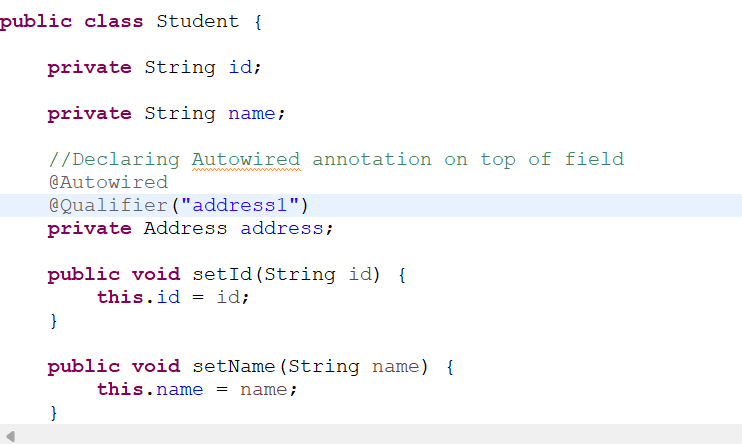 public class Student {
private String id;
private String name;
//Declaring Autowired annotation on top of field
@Autowired
@Qualifier("address1")
private Address address;
public void setId(String id) {
this.id = id;
}
public void setName(String name) {
this.name = name;
}